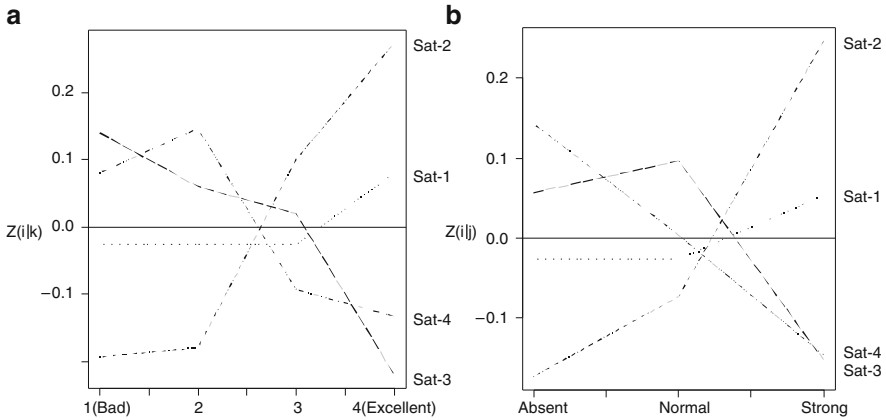 a
Z(i|k)
0.2
0.1
0.0
−0.1
1(Bad) 2 3 4(Excellent)
Sat-2
Sat-1
Sat-4
Sat-3
b
Z(i|j)
0.2
0.1
0.0
−0.1
Absent Normal Strong
Sat-2
Sat-1
Sat-4
Sat-3